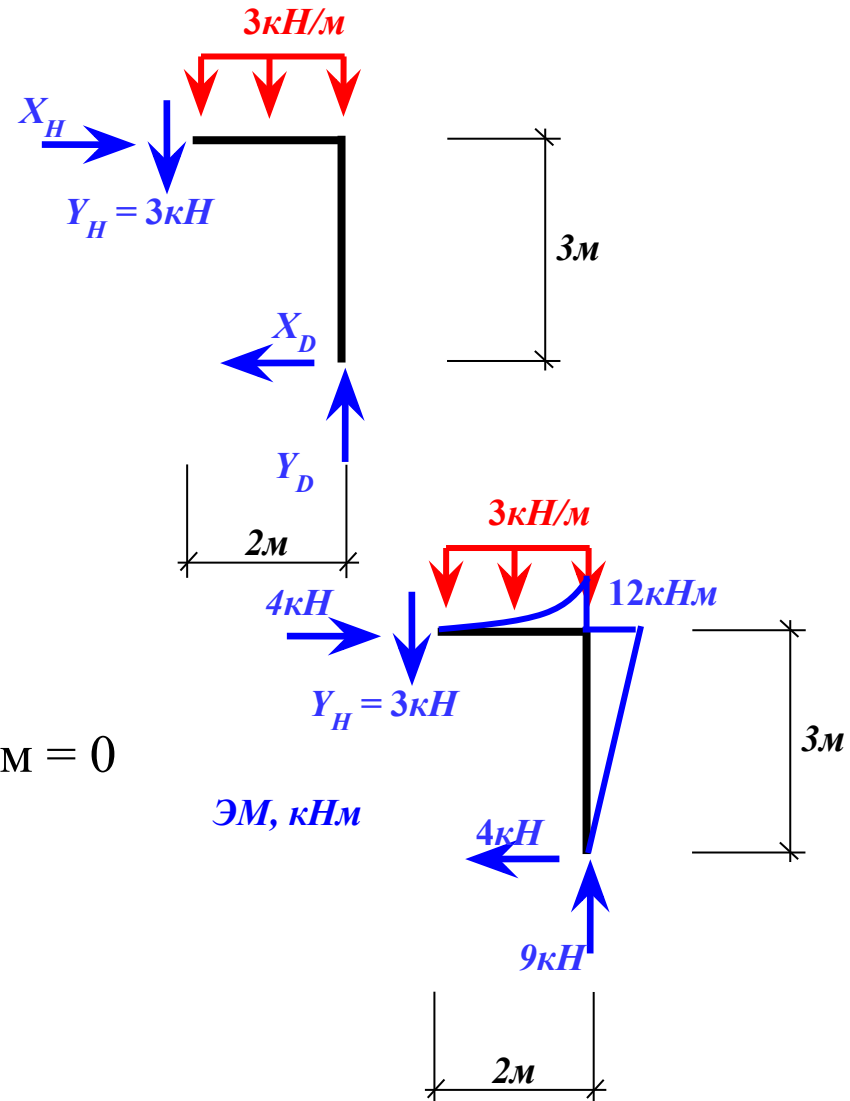 3кН/м
X_H
Y_H = 3кН
3м
X_D
Y_D
2м
3кН/м
12кНм
4кН
Y_H = 3кН
3м
м = 0
ЭМ, кНм
4кН
9кН
2м